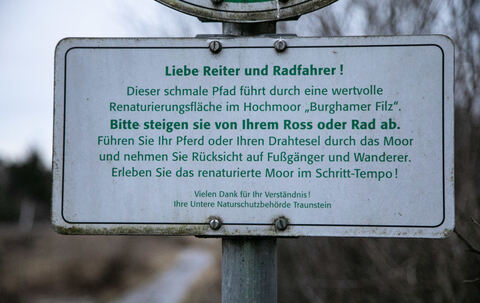 Liebe Reiter und Radfahrer !
Dieser schmale Pfad führt durch eine wertvolle
Renaturierungsfläche im Hochmoor „Burghamer Filz“.
Bitte steigen sie von Ihrem Ross oder Rad ab.
Führen Sie Ihr Pferd oder Ihren Drahtesel durch das Moor
und nehmen Sie Rücksicht auf Fußgänger und Wanderer.
Erleben Sie das renaturierte Moor im Schritt-Tempo !
Vielen Dank für Ihr Verständnis !
Ihre Untere Naturschutzbehörde Traunstein